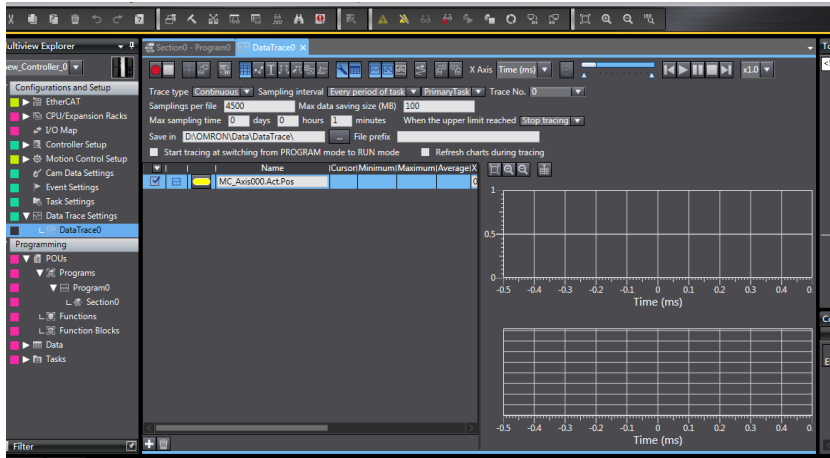 ultiview Explorer
ew_Controller_0
Configurations and Setup
EtherCAT
CPU/Expansion Racks
I/O Map
Controller Setup
Motion Control Setup
Cam Data Settings
Event Settings
Task Settings
Data Trace Settings
DataTrace0
Programming
POUs
Programs
Program0
Section0
Functions
Function Blocks
Data
Tasks
Filter
Section0 - Program0 DataTrace0
X Axis Time (ms) x1.0
Trace type Continuous Sampling interval Every period of task PrimaryTask Trace No. 0
Samplings per file 4500 Max data saving size (MB) 100
Max sampling time 0 days 0 hours 1 minutes When the upper limit reached Stop tracing
Save in D:\OMRON\Data\DataTrace\ ... File prefix
Start tracing at switching from PROGRAM mode to RUN mode Refresh charts during tracing
Name Cursor Minimum Maximum Average X
MC_Axis000.Act.Pos 0
1
0.5
0
-0.5 -0.4 -0.3 -0.2 -0.1 0 0.1 0.2 0.3 0.4 0.
Time (ms)
-0.5 -0.4 -0.3 -0.2 -0.1 0 0.1 0.2 0.3 0.4 0.
Time (ms)
To
Co
E